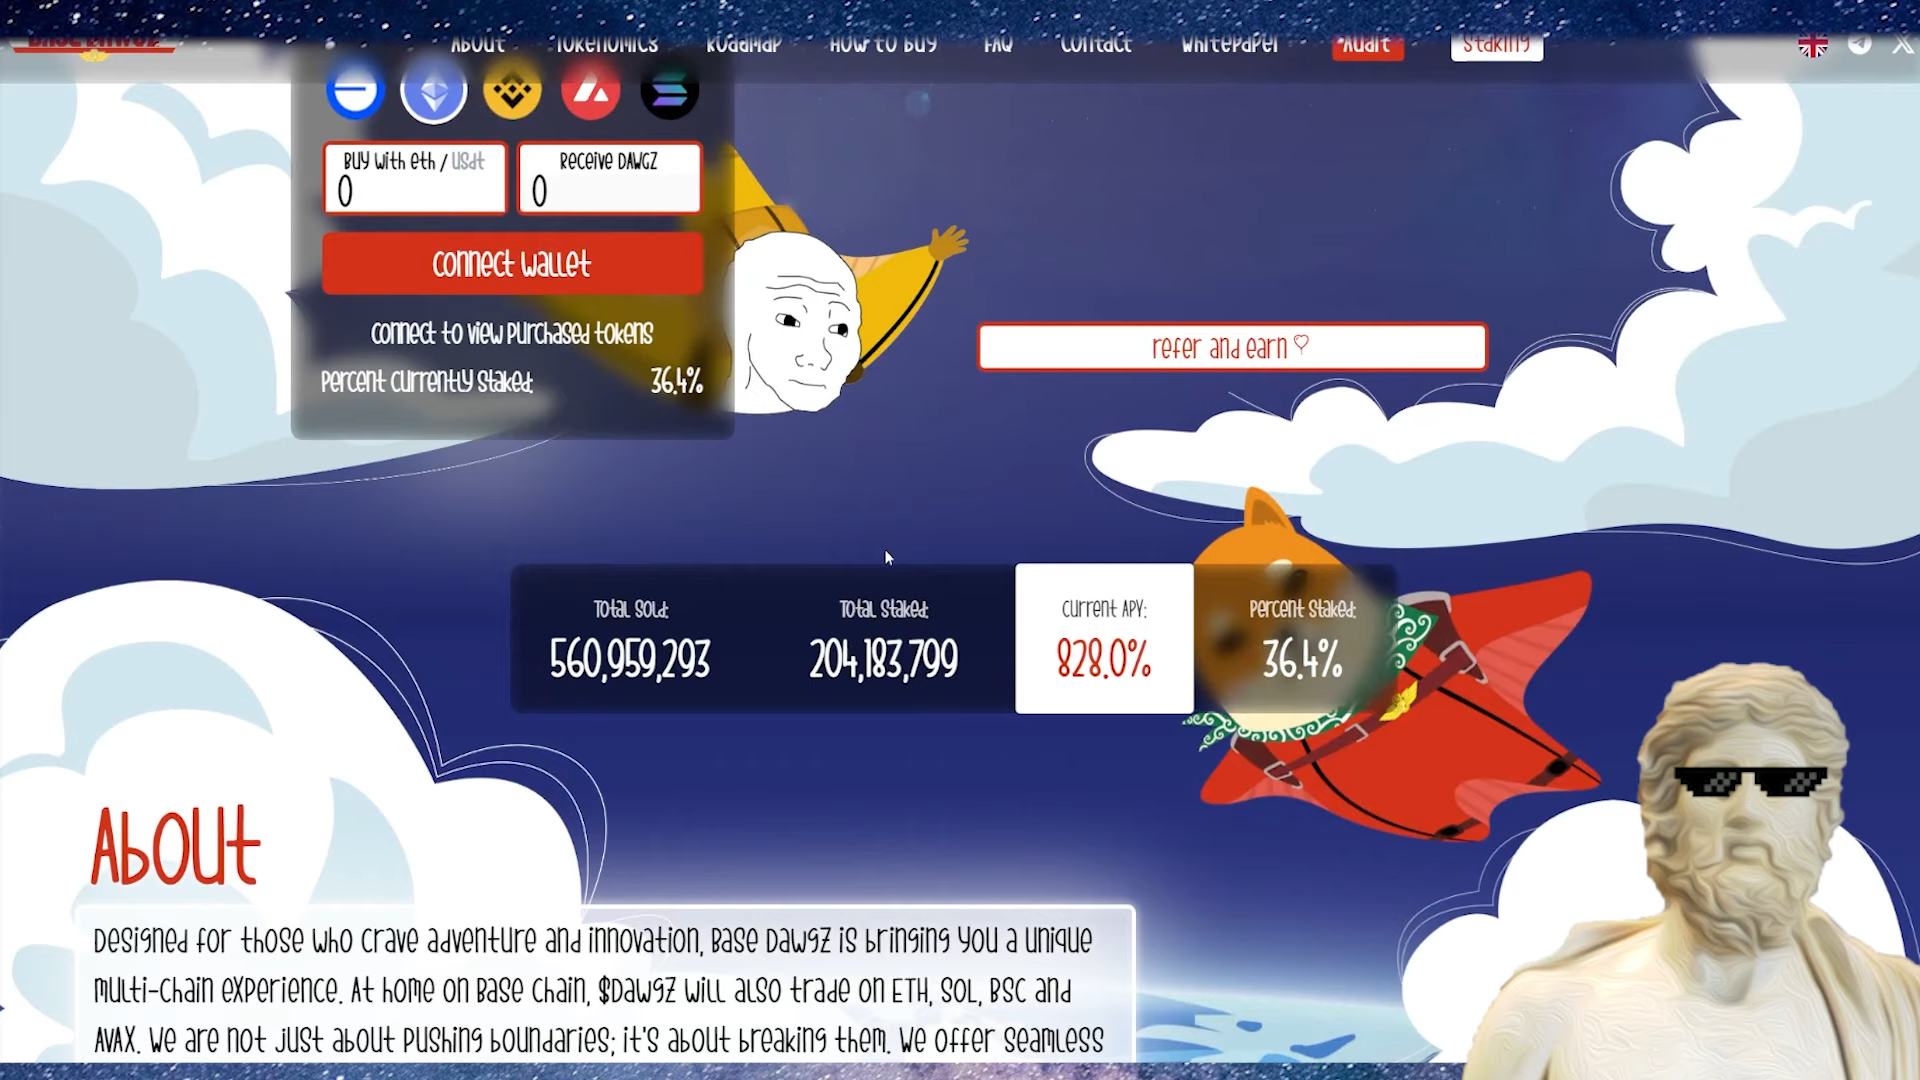 About
Tokenomics
Roadmap
How to buy
FAQ
Contact
Whitepaper
Audit
Staking
Buy with eth / usdt
0
Receive DAWGZ
0
Connect wallet
Connect to view purchased tokens
Percent currently staked: 36.4%
refer and earn ♡
Total Sold:
560,959,293
Total Staked:
204,183,799
Current APY:
828.0%
Percent Staked:
36.4%
About
Designed for those who crave adventure and innovation, Base Dawgz is bringing you a unique
multi-chain experience. At home on Base Chain, $Dawgz will also trade on ETH, SOL, BSC and
AVAX. We are not just about pushing boundaries; it's about breaking them. We offer seamless